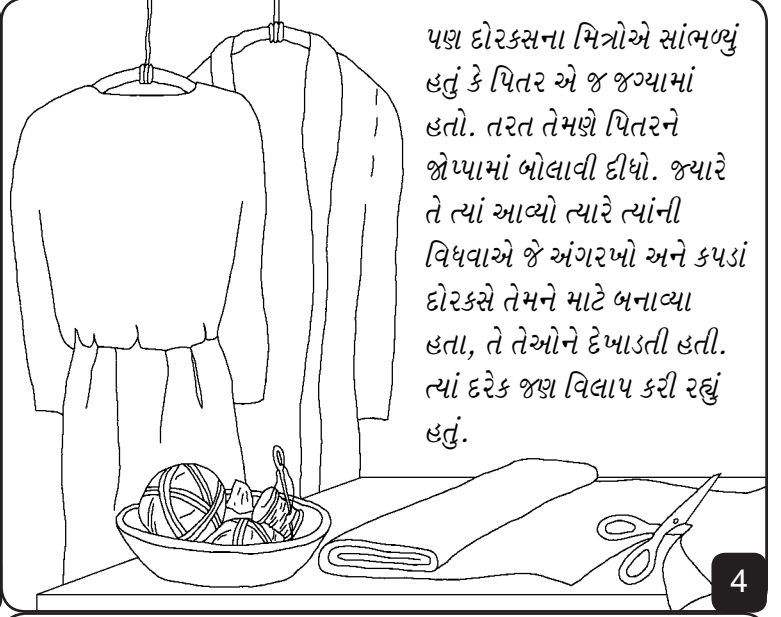 પણ દોરકસના મિત્રોએ સાંભળ્યું
હતું કે પિતર એ જ જગ્યામાં
હતો. તરત તેમણે પિતરને
જોપ્પામાં બોલાવી દીધો. જ્યારે
તે ત્યાં આવ્યો ત્યારે ત્યાંની
વિધવાએ જે અંગરખો અને કપડાં
દોરકસે તેમને માટે બનાવ્યા
હતા, તે તેઓને દેખાડતી હતી.
ત્યાં દરેક જણ વિલાપ કરી રહ્યું
હતું.
4